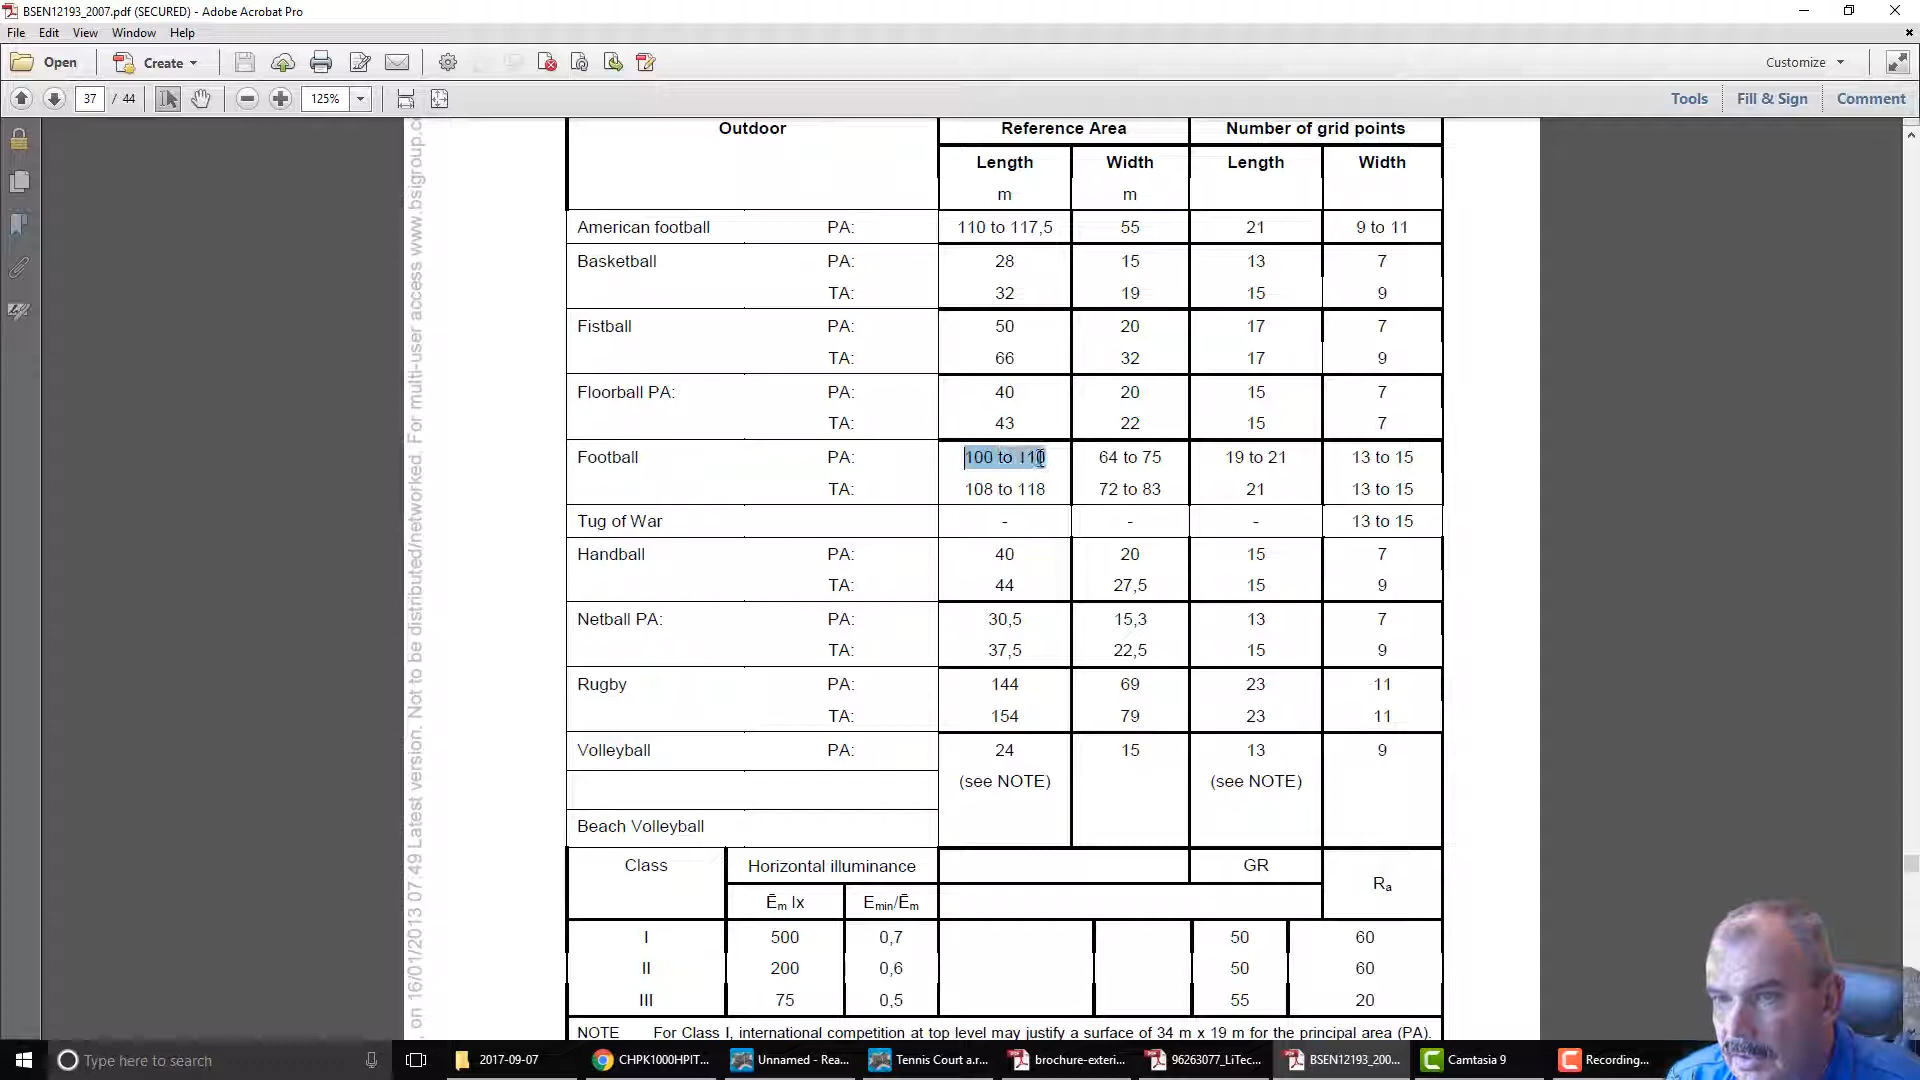 BSEN12193_2007.pdf (SECURED) - Adobe Acrobat Pro
File Edit View Window Help
Open Create Customize
37 / 44 125% Tools Fill & Sign Comment
on 16/01/2013 07:49 Latest version. Not to be distributed/networked. For multi-user access www.bsigroup.c
Outdoor Reference Area Number of grid points
Length Width Length Width
m m
American football PA: 110 to 117,5 55 21 9 to 11
Basketball PA: 28 15 13 7
TA: 32 19 15 9
Fistball PA: 50 20 17 7
TA: 66 32 17 9
Floorball PA: PA: 40 20 15 7
TA: 43 22 15 7
Football PA: 100 to 110 64 to 75 19 to 21 13 to 15
TA: 108 to 118 72 to 83 21 13 to 15
Tug of War - - - 13 to 15
Handball PA: 40 20 15 7
TA: 44 27,5 15 9
Netball PA: PA: 30,5 15,3 13 7
TA: 37,5 22,5 15 9
Rugby PA: 144 69 23 11
TA: 154 79 23 11
Volleyball PA: 24 15 13 9
(see NOTE) (see NOTE)
Beach Volleyball
Class Horizontal illuminance GR Ra
Ēm lx Emin/Ēm
I 500 0,7 50 60
II 200 0,6 50 60
III 75 0,5 55 20
NOTE For Class I, international competition at top level may justify a surface of 34 m x 19 m for the principal area (PA).
Type here to search 2017-09-07 CHPK1000HPIT... Unnamed - Rea... Tennis Court a.r... brochure-exteri... 96263077_LiTec... BSEN12193_200... Camtasia 9 Recording...